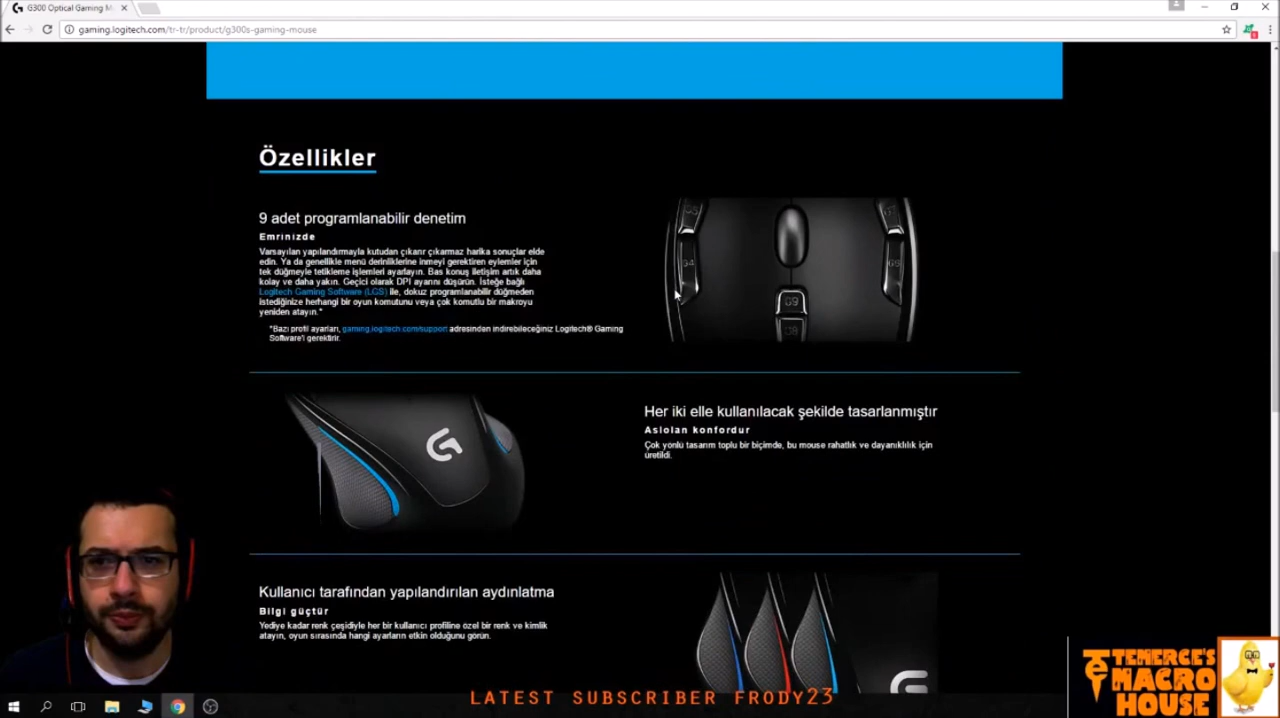 G300 Optical Gaming M
gaming.logitech.com/tr-tr/product/g300s-gaming-mouse
Özellikler
9 adet programlanabilir denetim
Emrinizde
Varsayılan yapılandırmayla kutudan çıkarır çıkarmaz harika sonuçlar elde
edin. Ya da genellikle menü derinliklerine inmeyi gerektiren eylemler için
tek düğmeyle tetikleme işlemleri ayarlayın. Bas konuş iletişim artık daha
kolay ve daha yakın. Geçici olarak DPI ayarını düşürün. İsteğe bağlı
Logitech Gaming Software (LGS) ile, dokuz programlanabilir düğmeden
istediğinize herhangi bir oyun komutunu veya çok komutlu bir makroyu
yeniden atayın.*
*Bazı profil ayarları, gaming.logitech.com/support adresinden indirebileceğiniz Logitech® Gaming
Software'i gerektirir.
G5
G7
G4
G6
G9
G8
Her iki elle kullanılacak şekilde tasarlanmıştır
Aslolan konfordur
Çok yönlü tasarım toplu bir biçimde, bu mouse rahatlık ve dayanıklılık için
üretildi.
Kullanıcı tarafından yapılandırılan aydınlatma
Bilgi güçtür
Yediye kadar renk çeşidiyle her bir kullanıcı profiline özel bir renk ve kimlik
atayın, oyun sırasında hangi ayarların etkin olduğunu görün.
TEMERCE'S
MACRO
HOUSE
LATEST SUBSCRIBER FRODY23